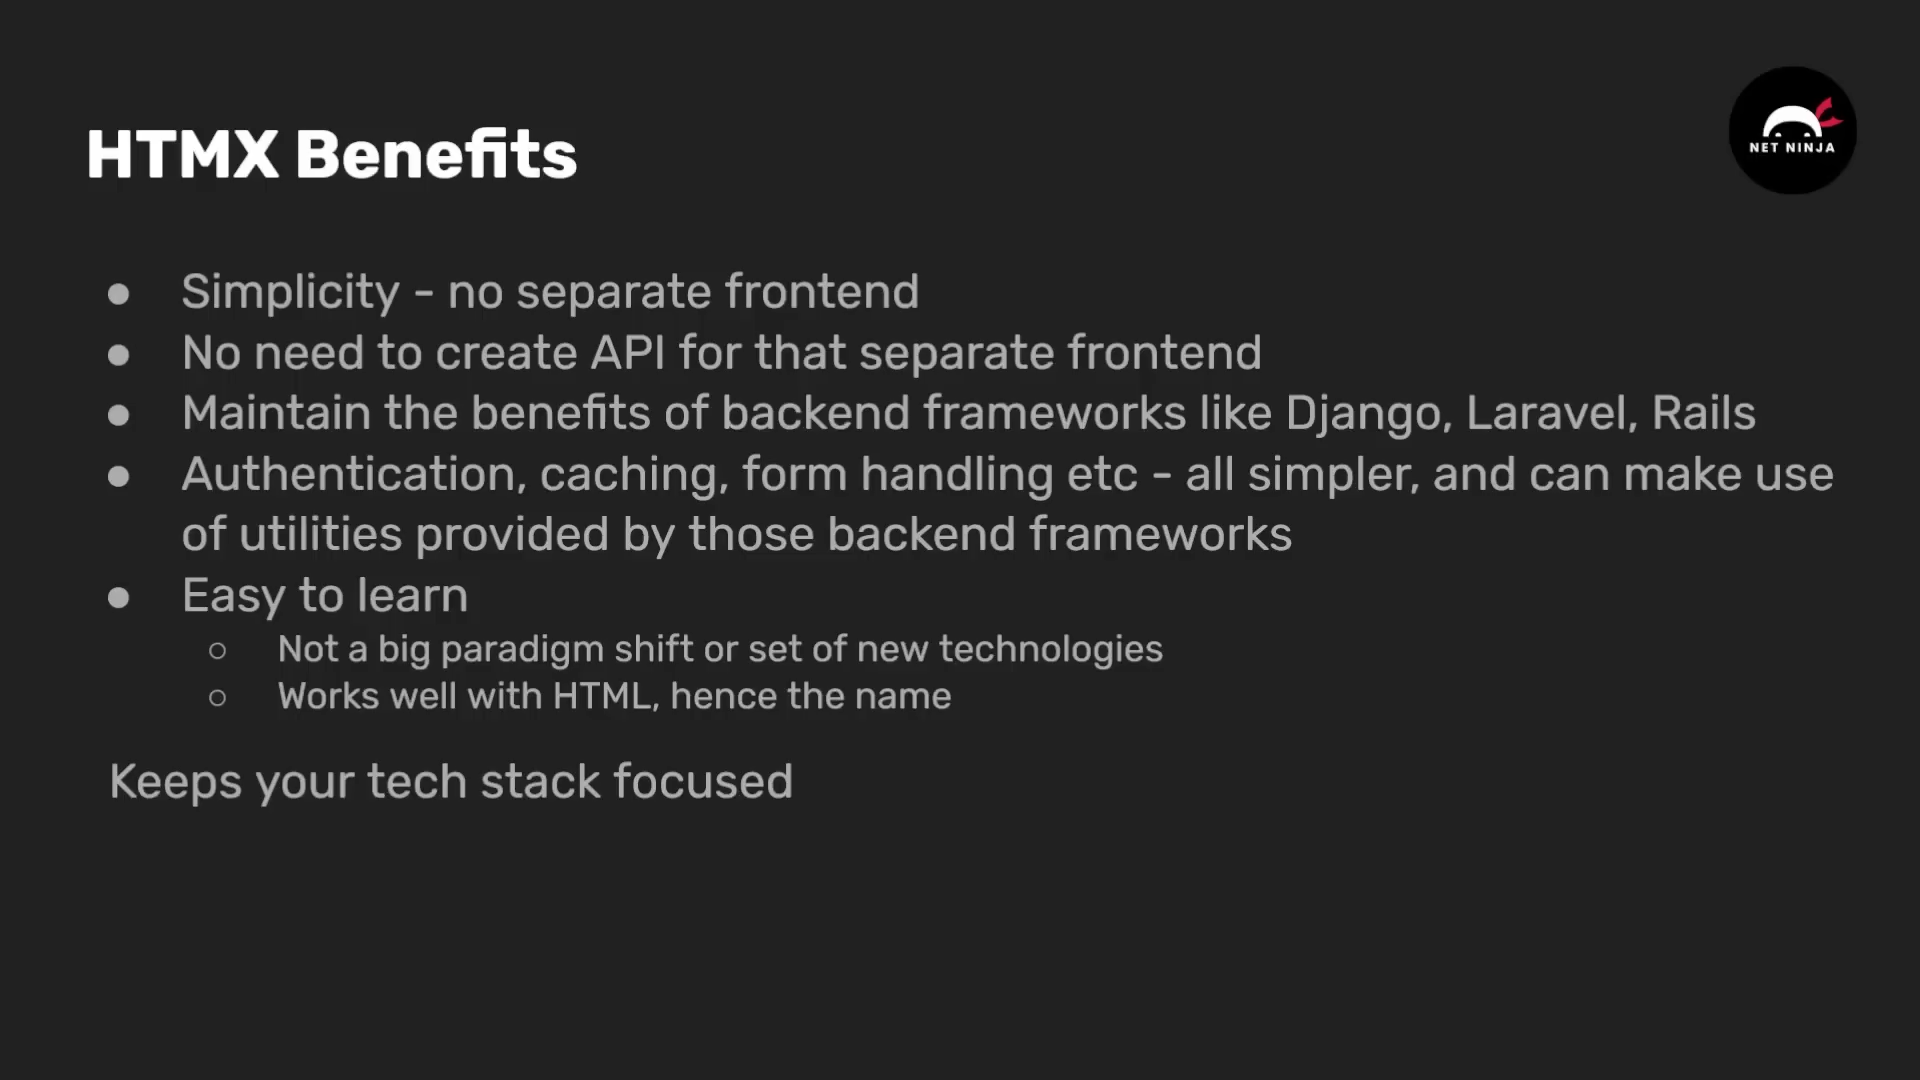 HTMX Benefits
NET NINJA
● Simplicity - no separate frontend
● No need to create API for that separate frontend
● Maintain the benefits of backend frameworks like Django, Laravel, Rails
● Authentication, caching, form handling etc - all simpler, and can make use
of utilities provided by those backend frameworks
● Easy to learn
○ Not a big paradigm shift or set of new technologies
○ Works well with HTML, hence the name
Keeps your tech stack focused